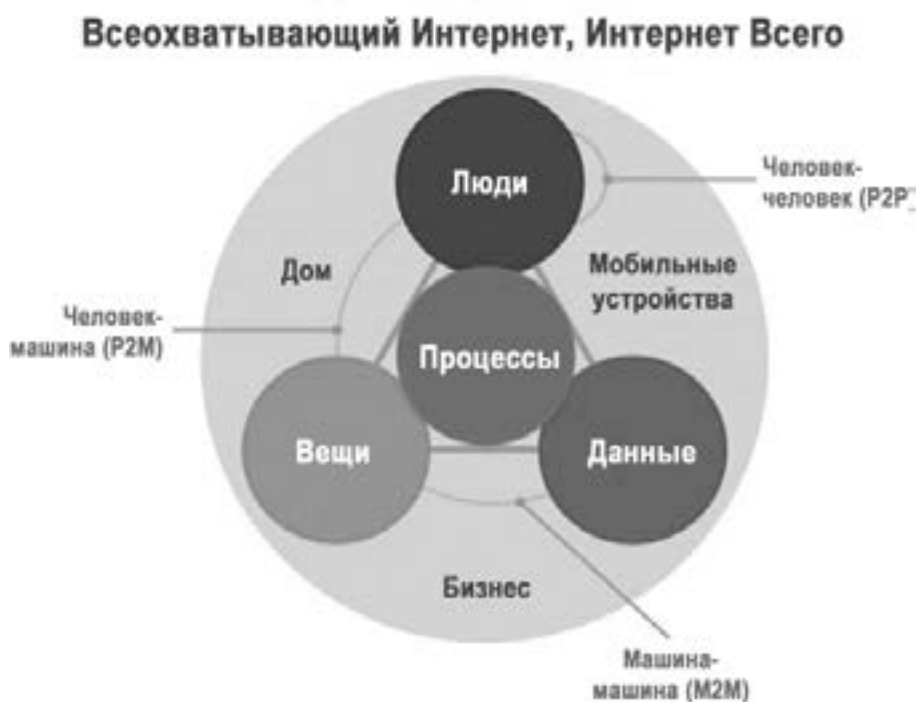 Всеохватывающий Интернет, Интернет Всего
Люди
Человек-
человек (P2P)
Дом
Мобильные
устройства
Человек-
машина (P2M)
Процессы
Вещи
Данные
Бизнес
Машина-
машина (M2M)